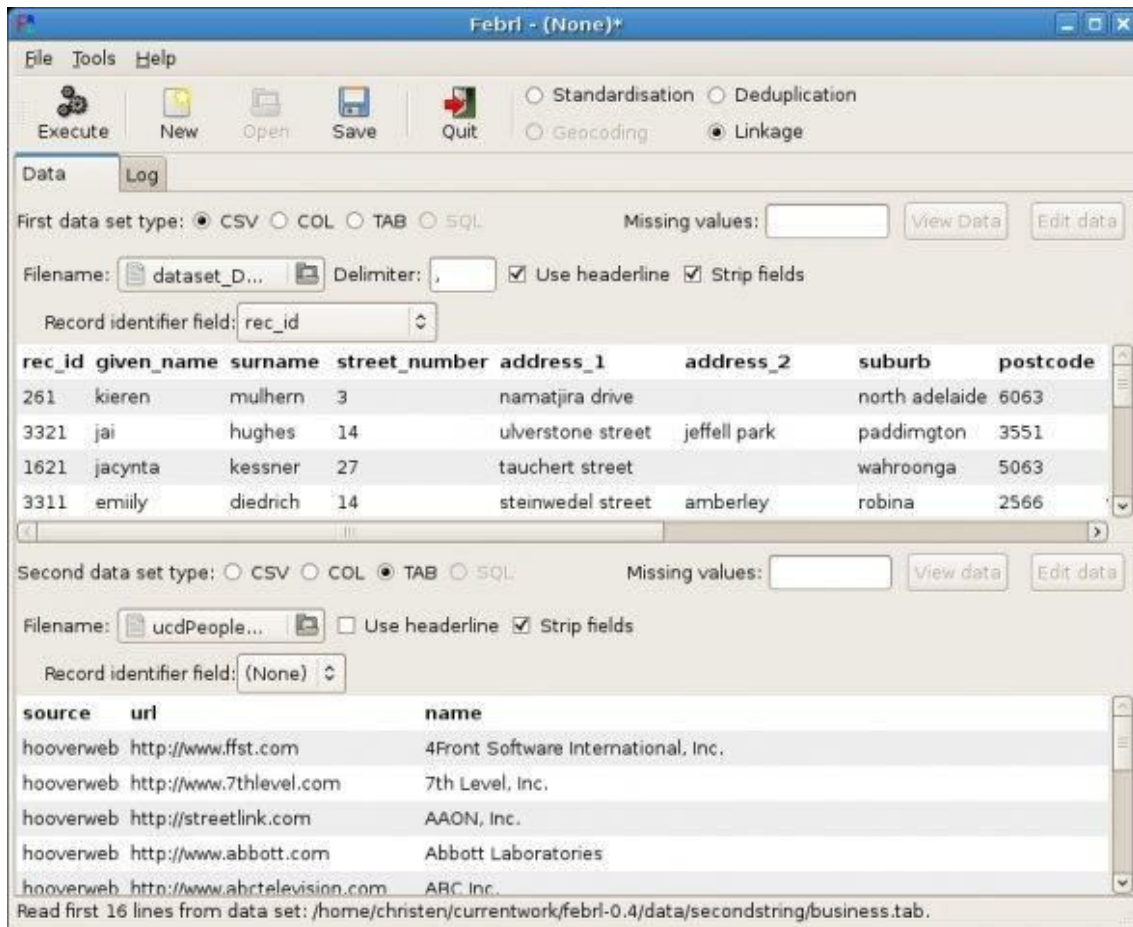 Febrl - (None)*
File Tools Help
Execute New Open Save Quit
Standardisation Deduplication
Geocoding Linkage
Data Log
First data set type: CSV COL TAB SQL Missing values: View Data Edit data
Filename: dataset_D... Delimiter: , Use headerline Strip fields
Record identifier field: rec_id
rec_id given_name surname street_number address_1 address_2 suburb postcode
261 kieren mulhern 3 namatjira drive north adelaide 6063
3321 jai hughes 14 ulverstone street jeffell park paddimgton 3551
1621 jacynta kessner 27 tauchert street wahroonga 5063
3311 emiily diedrich 14 steinwedel street amberley robina 2566
Second data set type: CSV COL TAB SQL Missing values: View data Edit data
Filename: ucdPeople... Use headerline Strip fields
Record identifier field: (None)
source url name
hooverweb http://www.ffst.com 4Front Software International, Inc.
hooverweb http://www.7thlevel.com 7th Level, Inc.
hooverweb http://streetlink.com AAON, Inc.
hooverweb http://www.abbott.com Abbott Laboratories
hooverweb http://www.abctelevision.com ABC Inc.
Read first 16 lines from data set: /home/christen/currentwork/febrl-0.4/data/secondstring/business.tab.